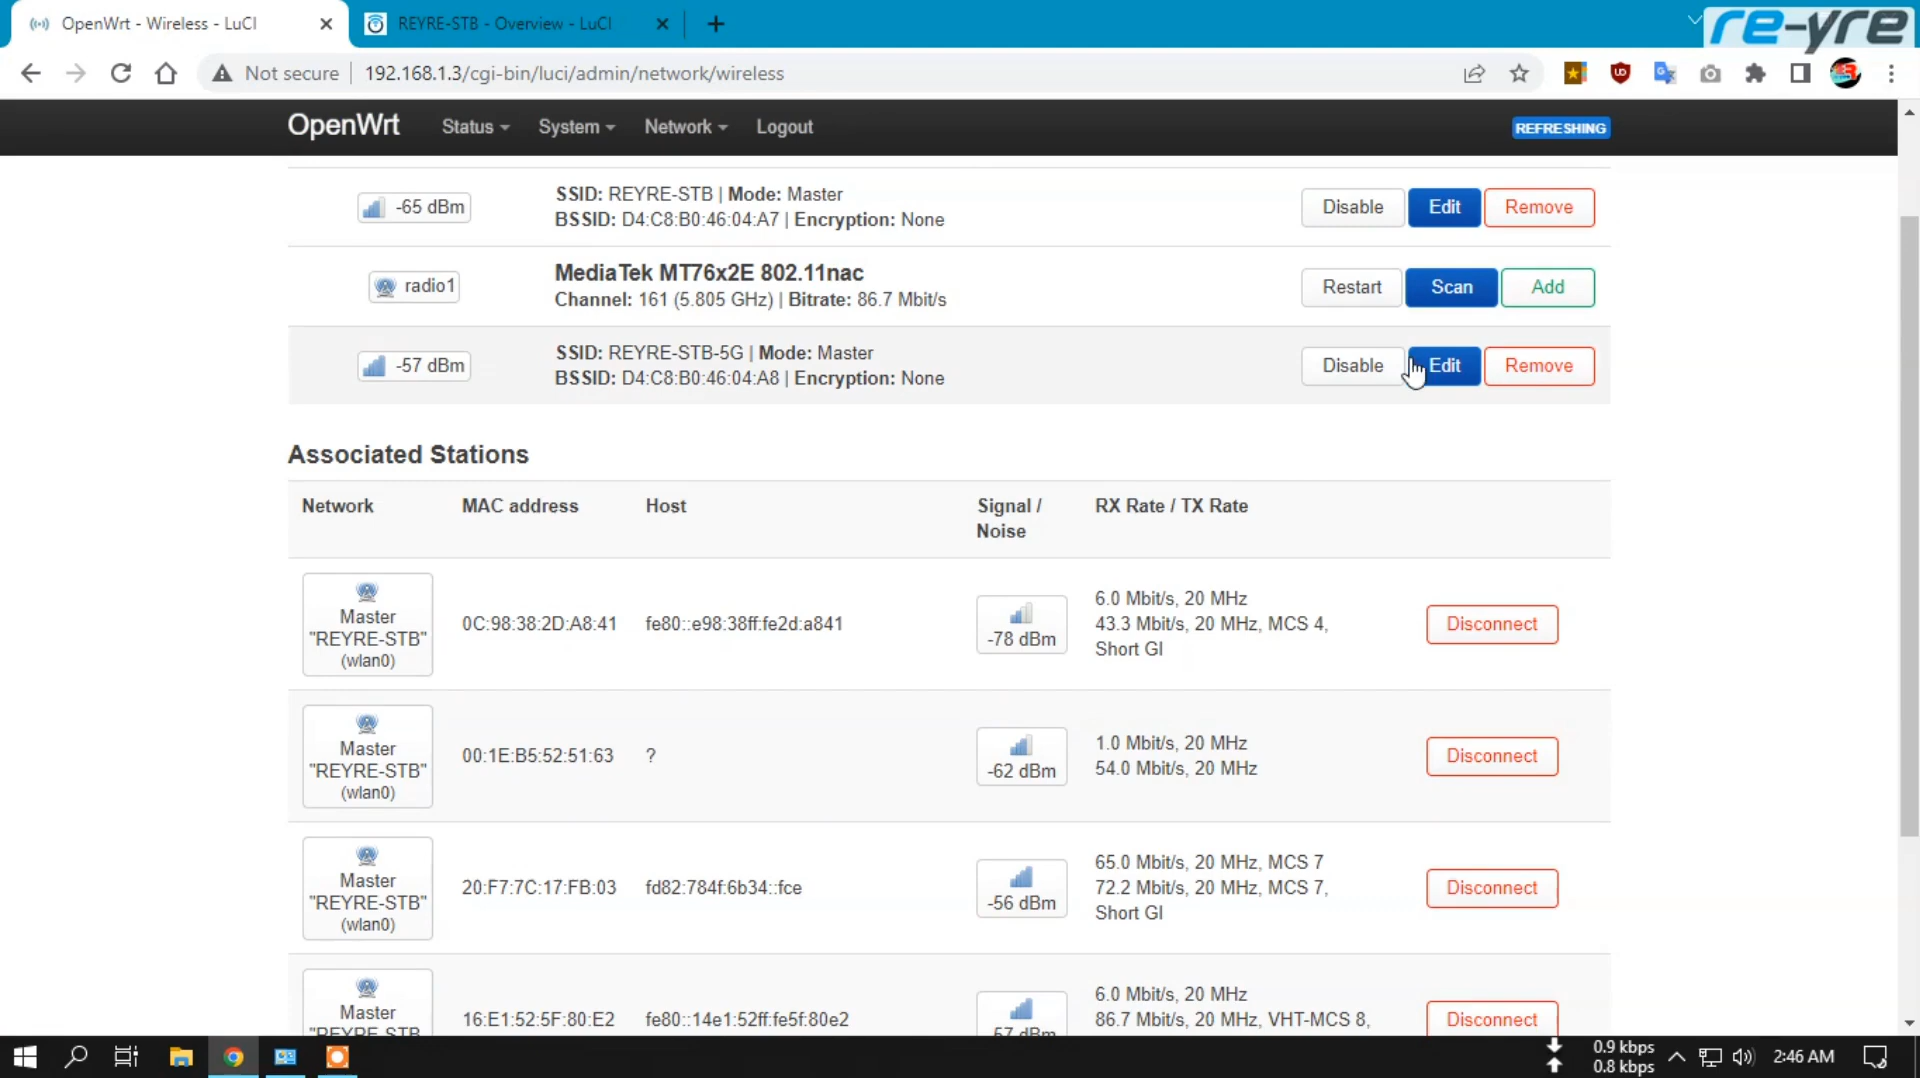 OpenWrt - Wireless - LuCI
REYRE-STB - Overview - LuCI
re-yre
Not secure
192.168.1.3/cgi-bin/luci/admin/network/wireless
OpenWrt
Status
System
Network
Logout
REFRESHING
-65 dBm
SSID: REYRE-STB | Mode: Master
BSSID: D4:C8:B0:46:04:A7 | Encryption: None
Disable
Edit
Remove
radio1
MediaTek MT76x2E 802.11nac
Channel: 161 (5.805 GHz) | Bitrate: 86.7 Mbit/s
Restart
Scan
Add
-57 dBm
SSID: REYRE-STB-5G | Mode: Master
BSSID: D4:C8:B0:46:04:A8 | Encryption: None
Disable
Edit
Remove
Associated Stations
Network
MAC address
Host
Signal /
Noise
RX Rate / TX Rate
Master
"REYRE-STB"
(wlan0)
0C:98:38:2D:A8:41
fe80::e98:38ff:fe2d:a841
-78 dBm
6.0 Mbit/s, 20 MHz
43.3 Mbit/s, 20 MHz, MCS 4,
Short GI
Disconnect
Master
"REYRE-STB"
(wlan0)
00:1E:B5:52:51:63
?
-62 dBm
1.0 Mbit/s, 20 MHz
54.0 Mbit/s, 20 MHz
Disconnect
Master
"REYRE-STB"
(wlan0)
20:F7:7C:17:FB:03
fd82:784f:6b34::fce
-56 dBm
65.0 Mbit/s, 20 MHz, MCS 7
72.2 Mbit/s, 20 MHz, MCS 7,
Short GI
Disconnect
Master
"REYRE-STB
16:E1:52:5F:80:E2
fe80::14e1:52ff:fe5f:80e2
-57 dBm
6.0 Mbit/s, 20 MHz
86.7 Mbit/s, 20 MHz, VHT-MCS 8,
Disconnect
0.9 kbps
0.8 kbps
2:46 AM